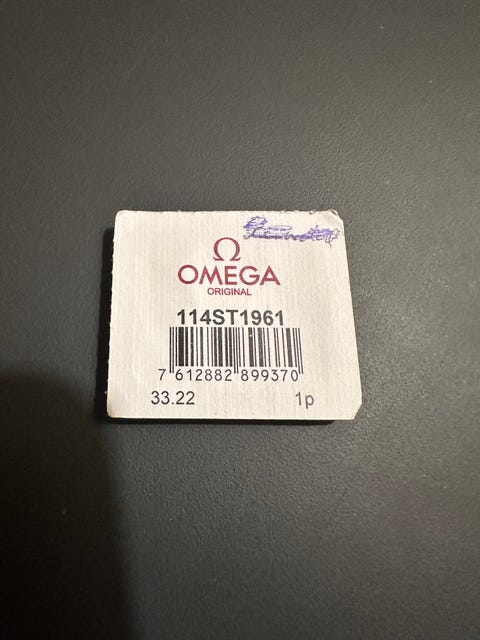 Ω
OMEGA
ORIGINAL
114ST1961
7 612882 899370
33.22 1p